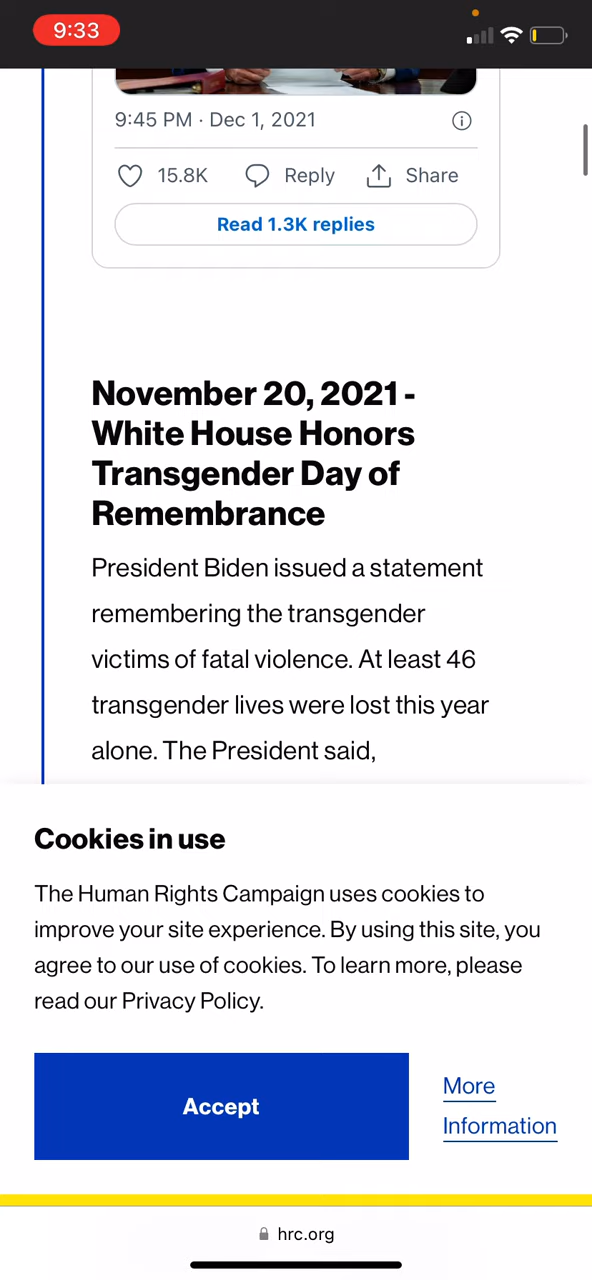 9:33
9:45 PM · Dec 1, 2021
15.8K Reply Share
Read 1.3K replies
November 20, 2021 -
White House Honors
Transgender Day of
Remembrance
President Biden issued a statement
remembering the transgender
victims of fatal violence. At least 46
transgender lives were lost this year
alone. The President said,
Cookies in use
The Human Rights Campaign uses cookies to
improve your site experience. By using this site, you
agree to our use of cookies. To learn more, please
read our Privacy Policy.
Accept
More
Information
hrc.org